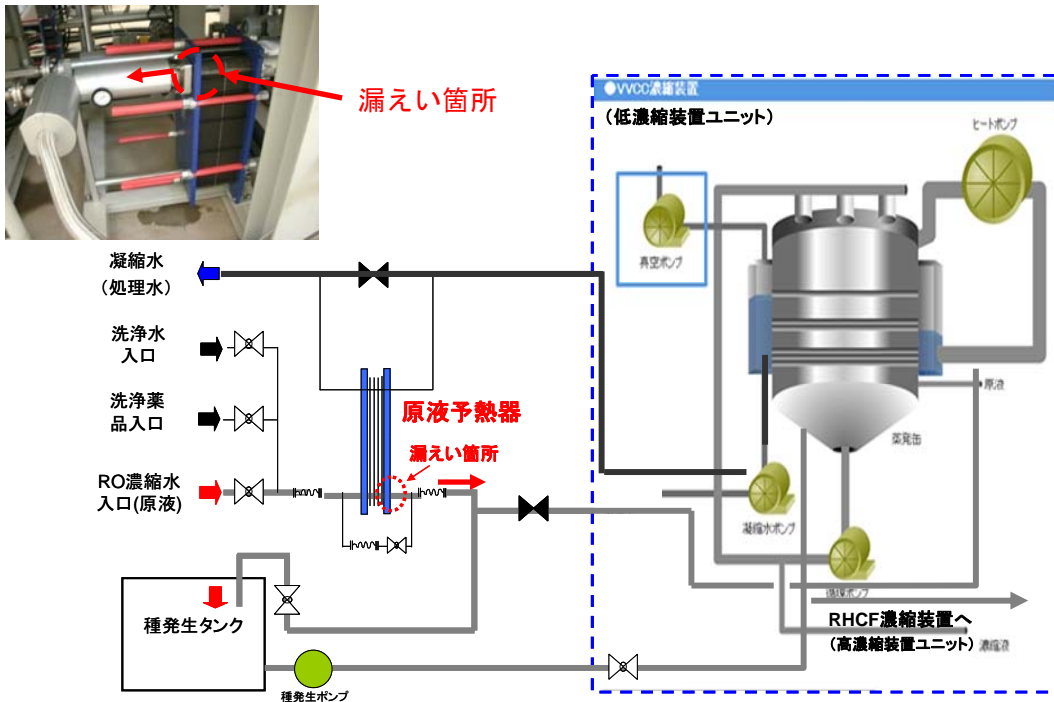 漏えい箇所
●VVCC濃縮装置
（低濃縮装置ユニット）
ヒートポンプ
真空ポンプ
凝縮水
（処理水）
洗浄水
入口
洗浄薬
品入口
原液予熱器
漏えい箇所
RO濃縮水
入口(原液)
原液
蒸発缶
凝縮水ポンプ
循環ポンプ
RHCF濃縮装置へ
（高濃縮装置ユニット）
濃縮液
種発生タンク
種発生ポンプ